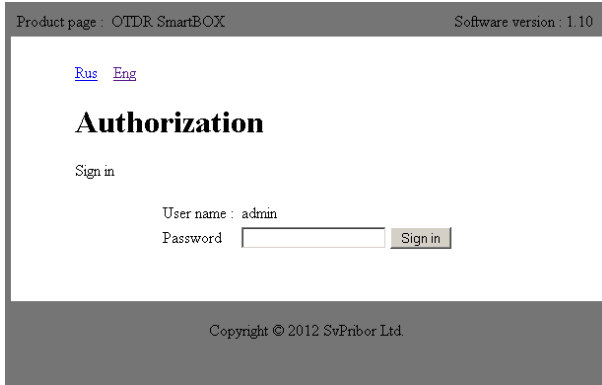 Product page : OTDR SmartBOX Software version : 1.10
Rus Eng
Authorization
Sign in
User name : admin
Password Sign in
Copyright © 2012 SvPribor Ltd.